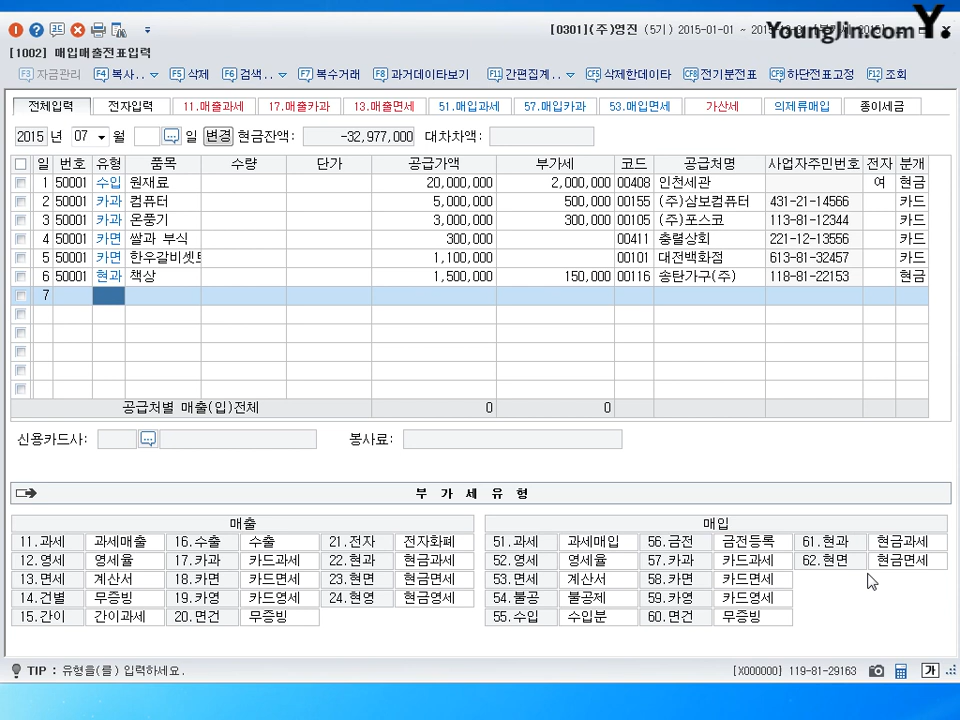 [0301](주)영진 (5기) 2015-01-01 ~
Younglin.com Y.
[1002] 매입매출전표입력
F3 자금관리 F4 복사.. F5 삭제 F6 검색.. F7 복수거래 F8 과거데이타보기 F11 간편집계.. CF5 삭제한데이타 CF8 전기분전표 CF9 하단전표고정 F12 조회
전체입력 전자입력 11.매출과세 17.매출카과 13.매출면세 51.매입과세 57.매입카과 53.매입면세 가산세 의제류매입 종이세금
2015 년 07 월 일 변경 현금잔액: -32,977,000 대차차액:
일 번호 유형 품목 수량 단가 공급가액 부가세 코드 공급처명 사업자주민번호 전자 분개
1 50001 수입 원재료 20,000,000 2,000,000 00408 인천세관 여 현금
2 50001 카과 컴퓨터 5,000,000 500,000 00155 (주)삼보컴퓨터 431-21-14566 카드
3 50001 카과 온풍기 3,000,000 300,000 00105 (주)포스코 113-81-12344 카드
4 50001 카면 쌀과 부식 300,000 00411 충렬상회 221-12-13556 카드
5 50001 카면 한우갈비셋트 1,100,000 00101 대전백화점 613-81-32457 카드
6 50001 현과 책상 1,500,000 150,000 00116 송탄가구(주) 118-81-22153 현금
7
공급처별 매출(입)전체 0 0
신용카드사: 봉사료:
부 가 세 유 형
매출 매입
11.과세 과세매출 16.수출 수출 21.전자 전자화폐 51.과세 과세매입 56.금전 금전등록 61.현과 현금과세
12.영세 영세율 17.카과 카드과세 22.현과 현금과세 52.영세 영세율 57.카과 카드과세 62.현면 현금면세
13.면세 계산서 18.카면 카드면세 23.현면 현금면세 53.면세 계산서 58.카면 카드면세
14.건별 무증빙 19.카영 카드영세 24.현영 현금영세 54.불공 불공제 59.카영 카드영세
15.간이 간이과세 20.면건 무증빙 55.수입 수입분 60.면건 무증빙
TIP : 유형을(를) 입력하세요. [X000000] 119-81-29163 가